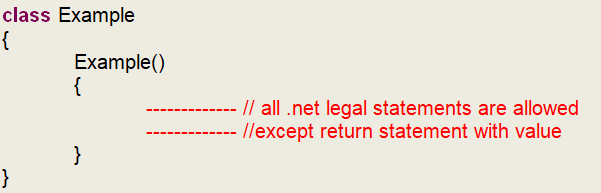 class Example
{
Example()
{
------------- // all .net legal statements are allowed
------------- //except return statement with value
}
}